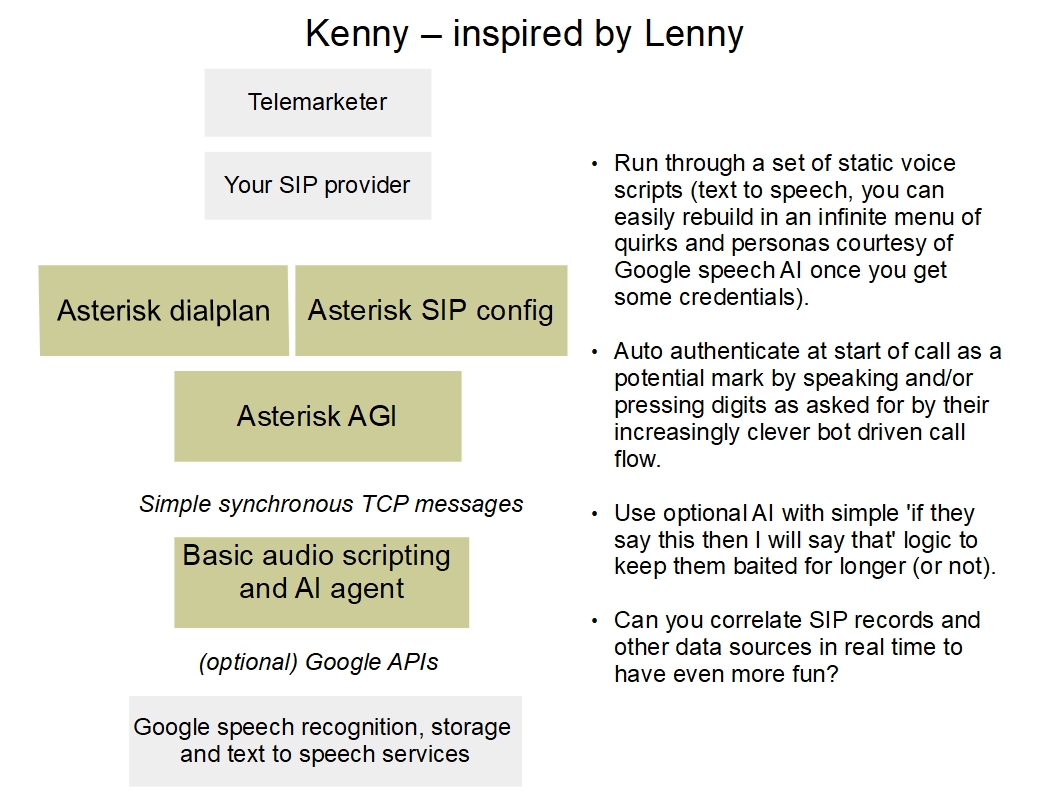 Kenny – inspired by Lenny
Telemarketer
Your SIP provider
Asterisk dialplan
Asterisk SIP config
Asterisk AGI
Simple synchronous TCP messages
Basic audio scripting
and AI agent
(optional) Google APIs
Google speech recognition, storage
and text to speech services
• Run through a set of static voice
scripts (text to speech, you can
easily rebuild in an infinite menu of
quirks and personas courtesy of
Google speech AI once you get
some credentials).
• Auto authenticate at start of call as a
potential mark by speaking and/or
pressing digits as asked for by their
increasingly clever bot driven call
flow.
• Use optional AI with simple 'if they
say this then I will say that' logic to
keep them baited for longer (or not).
• Can you correlate SIP records and
other data sources in real time to
have even more fun?